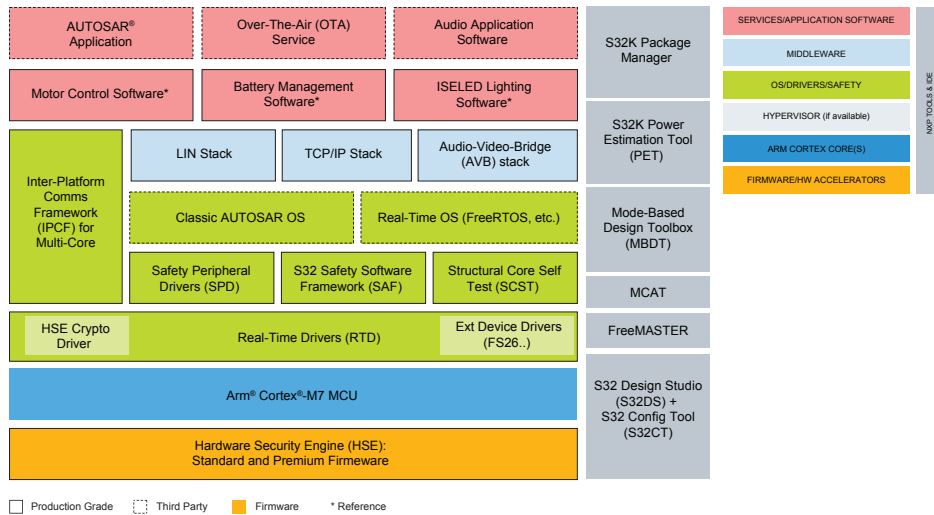 AUTOSAR®
Application
Over-The-Air (OTA)
Service
Audio Application
Software
Motor Control Software*
Battery Management
Software*
ISELED Lighting
Software*
Inter-Platform
Comms
Framework
(IPCF) for
Multi-Core
LIN Stack
TCP/IP Stack
Audio-Video-Bridge
(AVB) stack
Classic AUTOSAR OS
Real-Time OS (FreeRTOS, etc.)
Safety Peripheral
Drivers (SPD)
S32 Safety Software
Framework (SAF)
Structural Core Self
Test (SCST)
HSE Crypto
Driver
Real-Time Drivers (RTD)
Ext Device Drivers
(FS26..)
Arm® Cortex®-M7 MCU
Hardware Security Engine (HSE):
Standard and Premium Firmeware
S32K Package
Manager
S32K Power
Estimation Tool
(PET)
Mode-Based
Design Toolbox
(MBDT)
MCAT
FreeMASTER
S32 Design Studio
(S32DS) +
S32 Config Tool
(S32CT)
SERVICES/APPLICATION SOFTWARE
MIDDLEWARE
OS/DRIVERS/SAFETY
HYPERVISOR (if available)
ARM CORTEX CORE(S)
FIRMWARE/HW ACCELERATORS
NXP TOOLS & IDE
Production Grade
Third Party
Firmware
* Reference